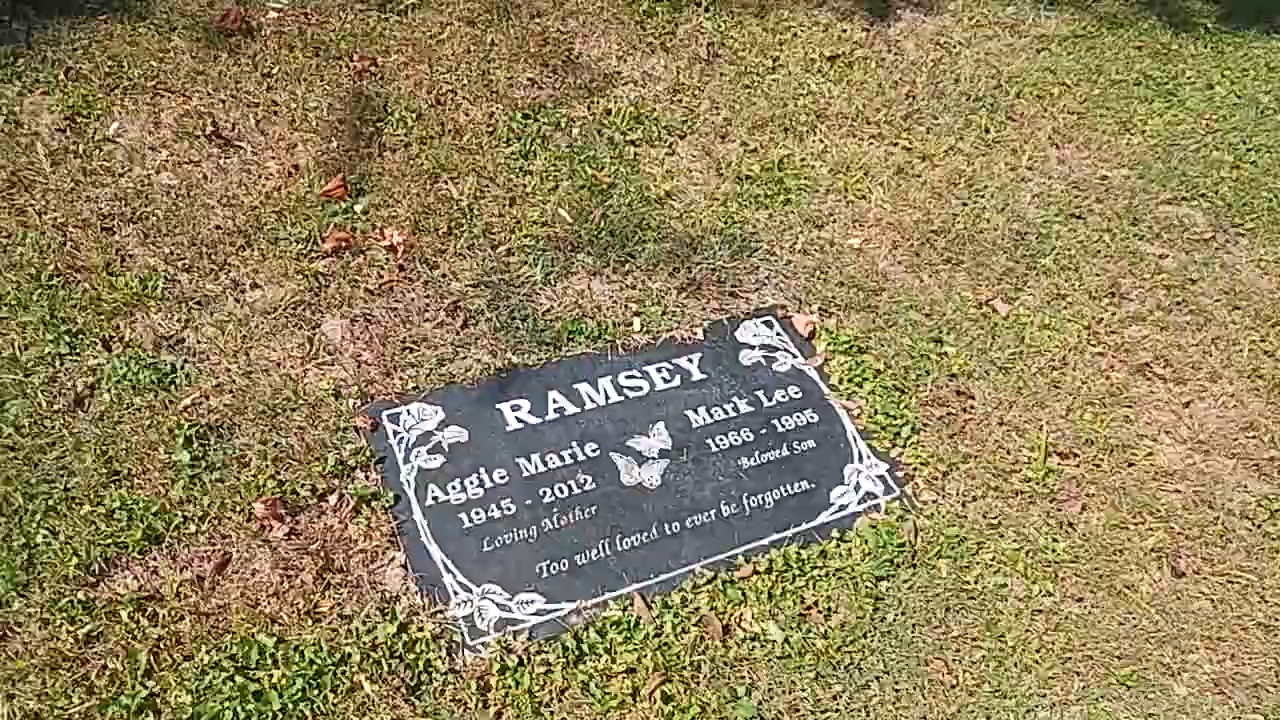 RAMSEY
Aggie Marie
1945 - 2012
Loving Mother
Mark Lee
1966 - 1995
Beloved Son
Too well loved to ever be forgotten.